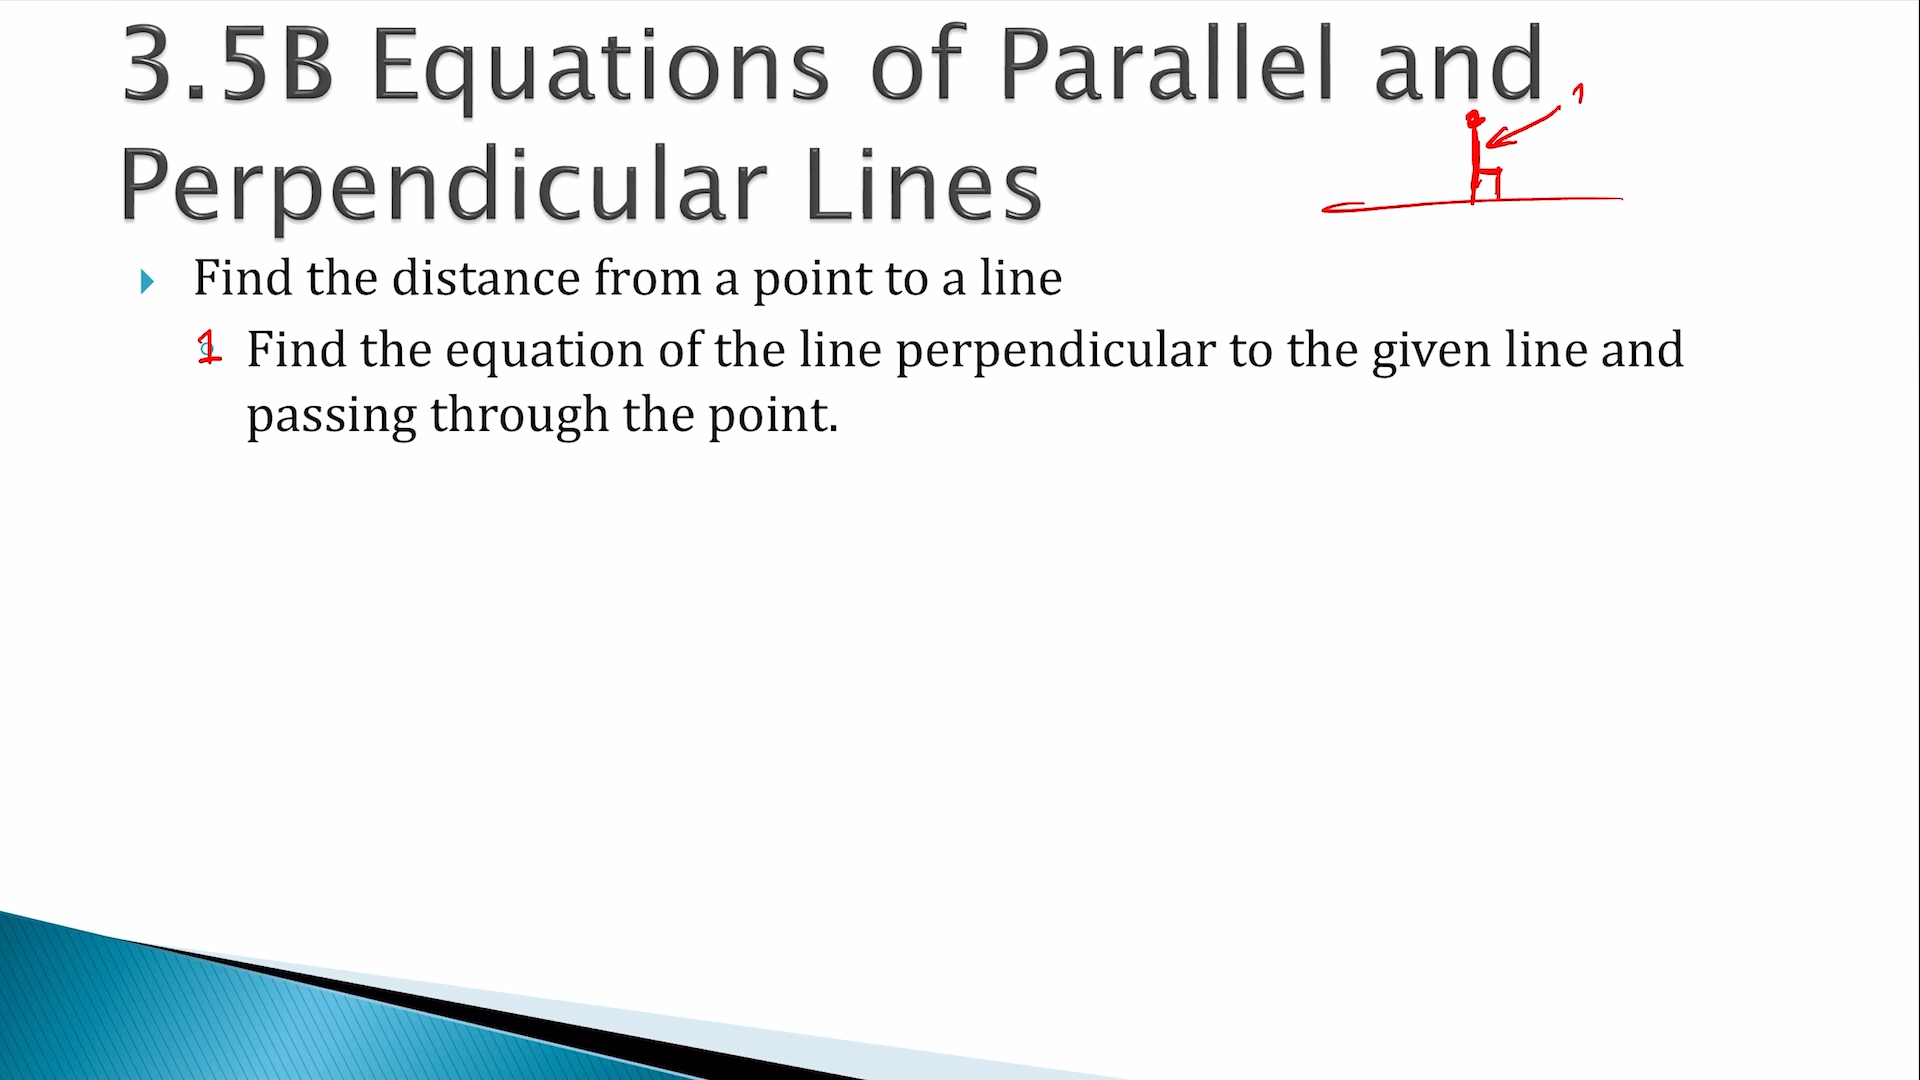 3.5B Equations of Parallel and
Perpendicular Lines
1
Find the distance from a point to a line
1 Find the equation of the line perpendicular to the given line and
passing through the point.